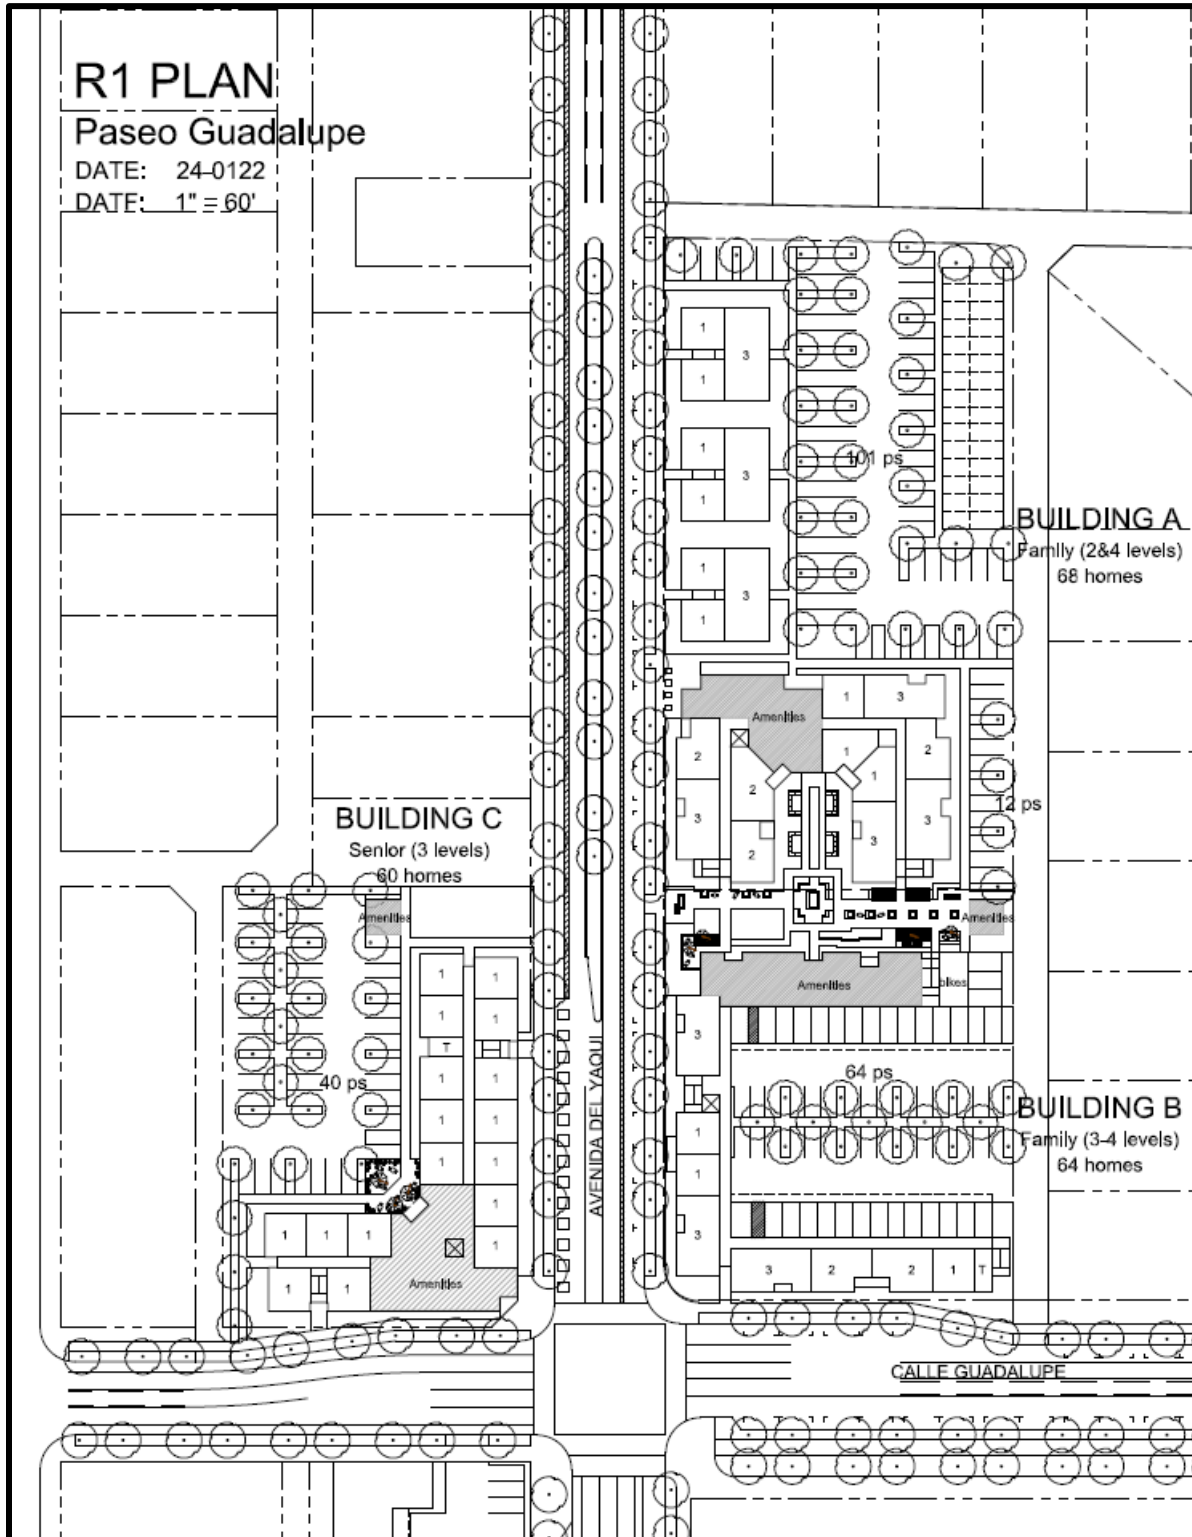 R1 PLAN
Paseo Guadalupe
DATE: 24-0122
DATE: 1" = 60'
1
3
1
1
3
1
101 ps
BUILDING A
Family (2&4 levels)
68 homes
1
3
1
1
3
Amenities
2
1
2
1
2
3
12 ps
3
3
2
BUILDING C
Senior (3 levels)
60 homes
Amenities
Amenities
1
1
1
1
T
1
1
1
1
1
1
1
1
40 ps
Amenities
bikes
3
64 ps
BUILDING B
Family (3-4 levels)
64 homes
1
1
3
AVENIDA DEL YAQUI
1
1
1
1
1
Amenities
3
2
2
1
T
CALLE GUADALUPE